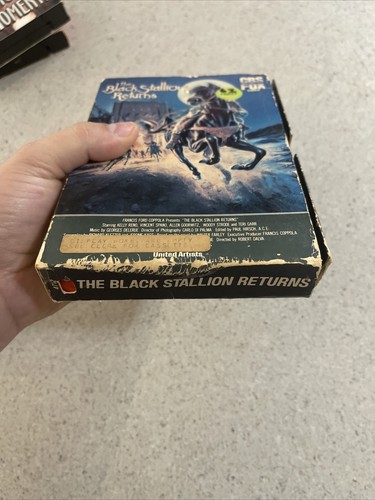 OMENT
The
Black Stallion
Returns
CBS
FOX
FRANCIS FORD COPPOLA Presents "THE BLACK STALLION RETURNS"
Starring KELLY RENO, VINCENT SPANO, ALLEN GOORWITZ, WOODY STRODE and TERI GARR
Music by GEORGES DELERUE Director of Photography CARLO DI PALMA Edited by PAUL HIRSCH, A.C.E.
FARLEY Executive Producer FRANCIS COPPOLA
Directed by ROBERT DALVA
United Artists
THE BLACK STALLION RETURNS